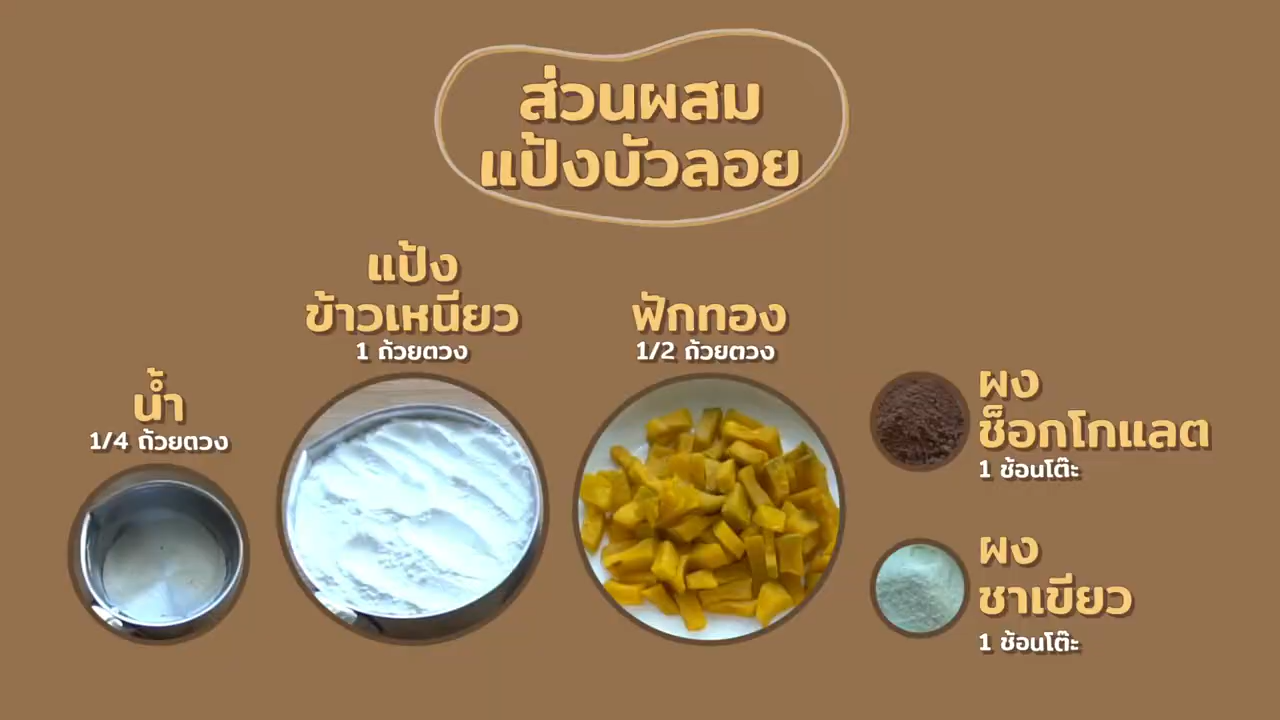 ส่วนผสม
แป้งบัวลอย
น้ำ
1/4 ถ้วยตวง
แป้ง
ข้าวเหนียว
1 ถ้วยตวง
ฟักทอง
1/2 ถ้วยตวง
ผง
ช็อกโกแลต
1 ช้อนโต๊ะ
ผง
ชาเขียว
1 ช้อนโต๊ะ